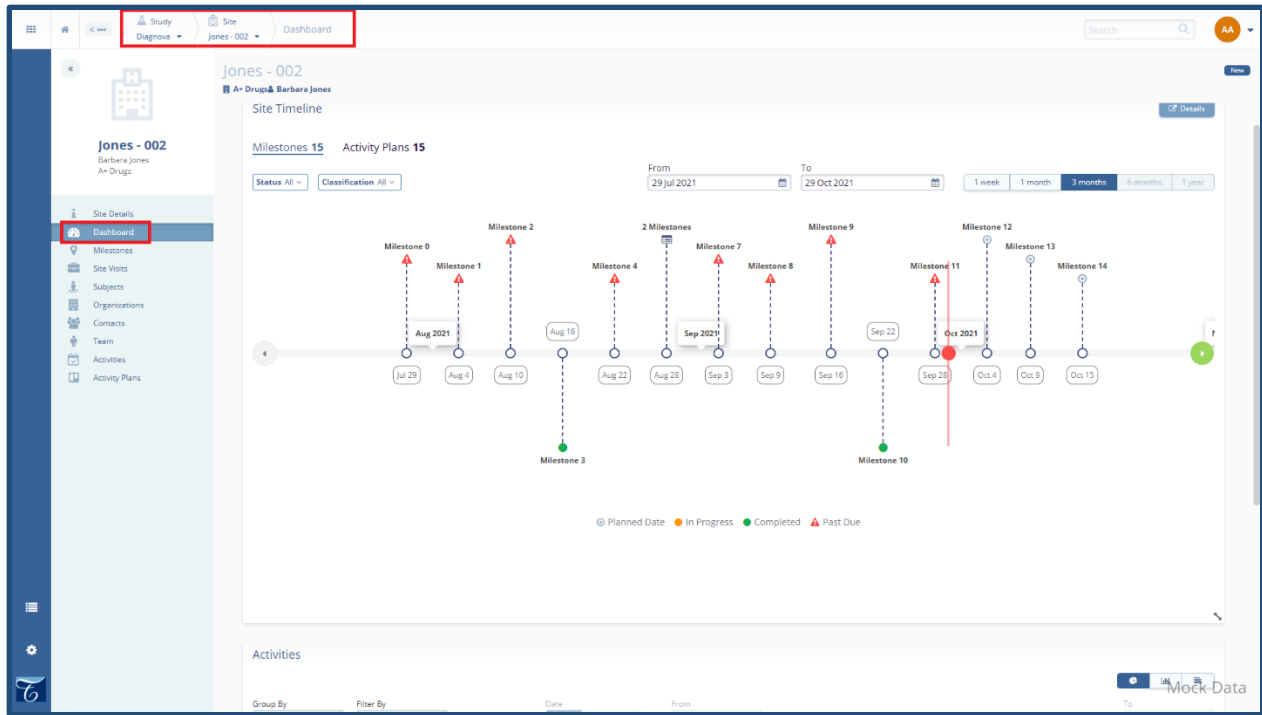 Study
Diagnova
Site
Jones - 002
Dashboard
Search
AA
Jones - 002
A+ Drugs Barbara Jones
New
Jones - 002
Barbara Jones
A+ Drugs
Site Details
Dashboard
Milestones
Site Visits
Subjects
Organizations
Contacts
Team
Activities
Activity Plans
Site Timeline
Details
Milestones 15 Activity Plans 15
Status All Classification All
From
29 Jul 2021
To
29 Oct 2021
1 week 1 month 3 months 6 months 1 year
Milestone 2 2 Milestones Milestone 9 Milestone 12
Milestone 0 Milestone 7 Milestone 13
Milestone 1 Milestone 4 Milestone 8 Milestone 11 Milestone 14
Aug 2021 Aug 16 Sep 2021 Sep 22 Oct 2021
Jul 29 Aug 4 Aug 10 Aug 22 Aug 28 Sep 3 Sep 9 Sep 16 Sep 28 Oct 4 Oct 9 Oct 15
Milestone 3 Milestone 10
Planned Date In Progress Completed Past Due
Activities
Mock Data
Group By Filter By Date From To